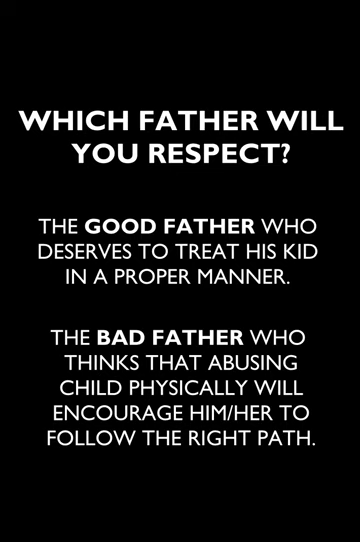 WHICH FATHER WILL
YOU RESPECT?
THE GOOD FATHER WHO
DESERVES TO TREAT HIS KID
IN A PROPER MANNER.
THE BAD FATHER WHO
THINKS THAT ABUSING
CHILD PHYSICALLY WILL
ENCOURAGE HIM/HER TO
FOLLOW THE RIGHT PATH.